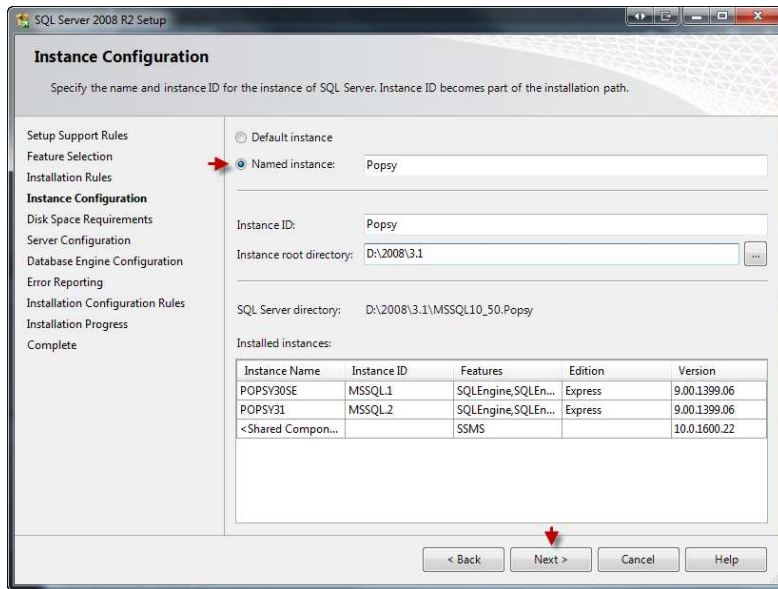 SQL Server 2008 R2 Setup
Instance Configuration
Specify the name and instance ID for the instance of SQL Server. Instance ID becomes part of the installation path.
Setup Support Rules
Feature Selection
Installation Rules
Instance Configuration
Disk Space Requirements
Server Configuration
Database Engine Configuration
Error Reporting
Installation Configuration Rules
Installation Progress
Complete
Default instance
Named instance: Popsy
Instance ID: Popsy
Instance root directory: D:\2008\3.1 ...
SQL Server directory: D:\2008\3.1\MSSQL10_50.Popsy
Installed instances:
Instance Name Instance ID Features Edition Version
POPSY30SE MSSQL.1 SQLEngine,SQLEn... Express 9.00.1399.06
POPSY31 MSSQL.2 SQLEngine,SQLEn... Express 9.00.1399.06
<Shared Compon... SSMS 10.0.1600.22
< Back Next > Cancel Help